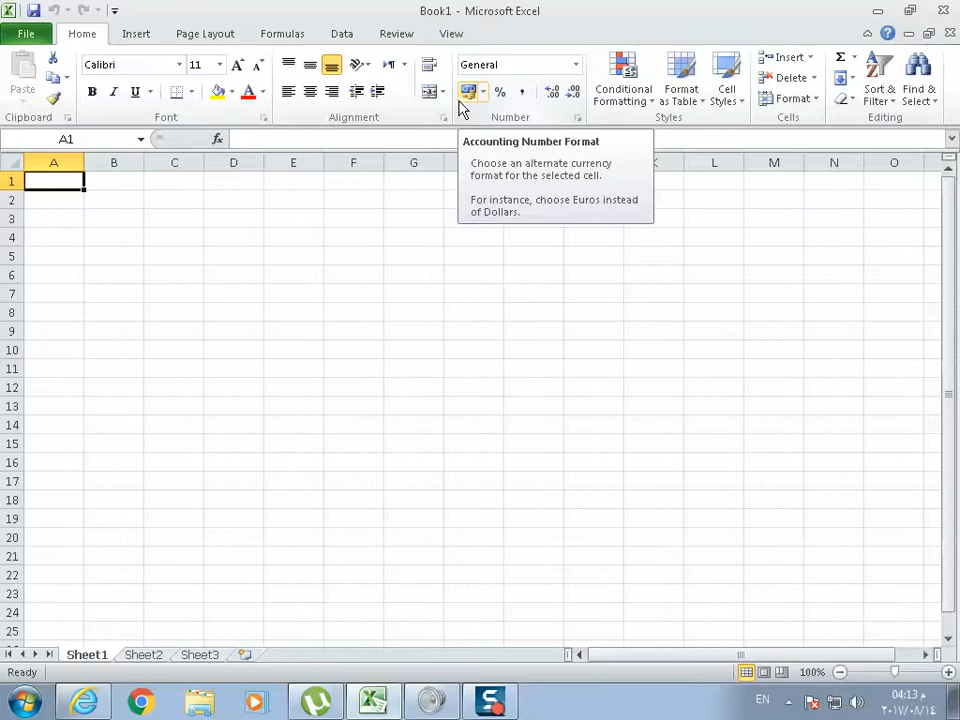 Book1 - Microsoft Excel
File Home Insert Page Layout Formulas Data Review View
Paste Calibri 11 General Conditional Formatting Format as Table Cell Styles Insert Delete Format Sort & Filter Find & Select
B I U A % ,
Clipboard Font Alignment Number Styles Cells Editing
A1 fx
Accounting Number Format
Choose an alternate currency
format for the selected cell.
For instance, choose Euros instead
of Dollars.
A B C D E F G K L M N O
1
2
3
4
5
6
7
8
9
10
11
12
13
14
15
16
17
18
19
20
21
22
23
24
25
Sheet1 Sheet2 Sheet3
Ready 100%
EN 04:13 م
٢٠١٧/٠٨/١٤